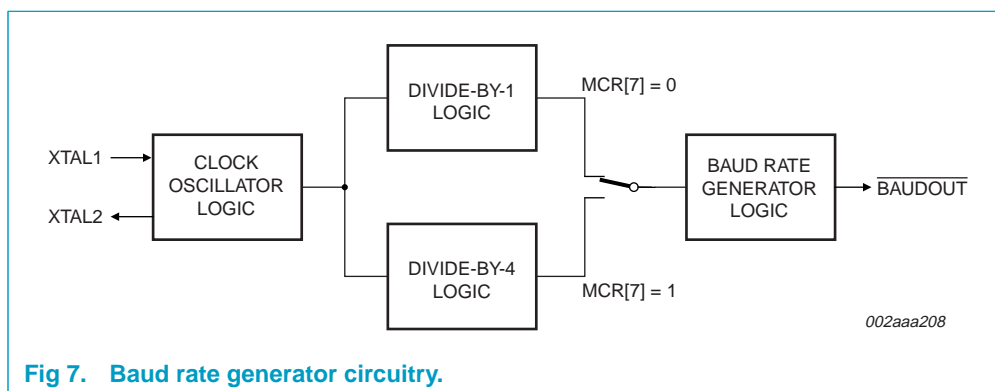 XTAL1
XTAL2
CLOCK
OSCILLATOR
LOGIC
DIVIDE-BY-1
LOGIC
MCR[7] = 0
DIVIDE-BY-4
LOGIC
MCR[7] = 1
BAUD RATE
GENERATOR
LOGIC
BAUDOUT
002aaa208
Fig 7. Baud rate generator circuitry.